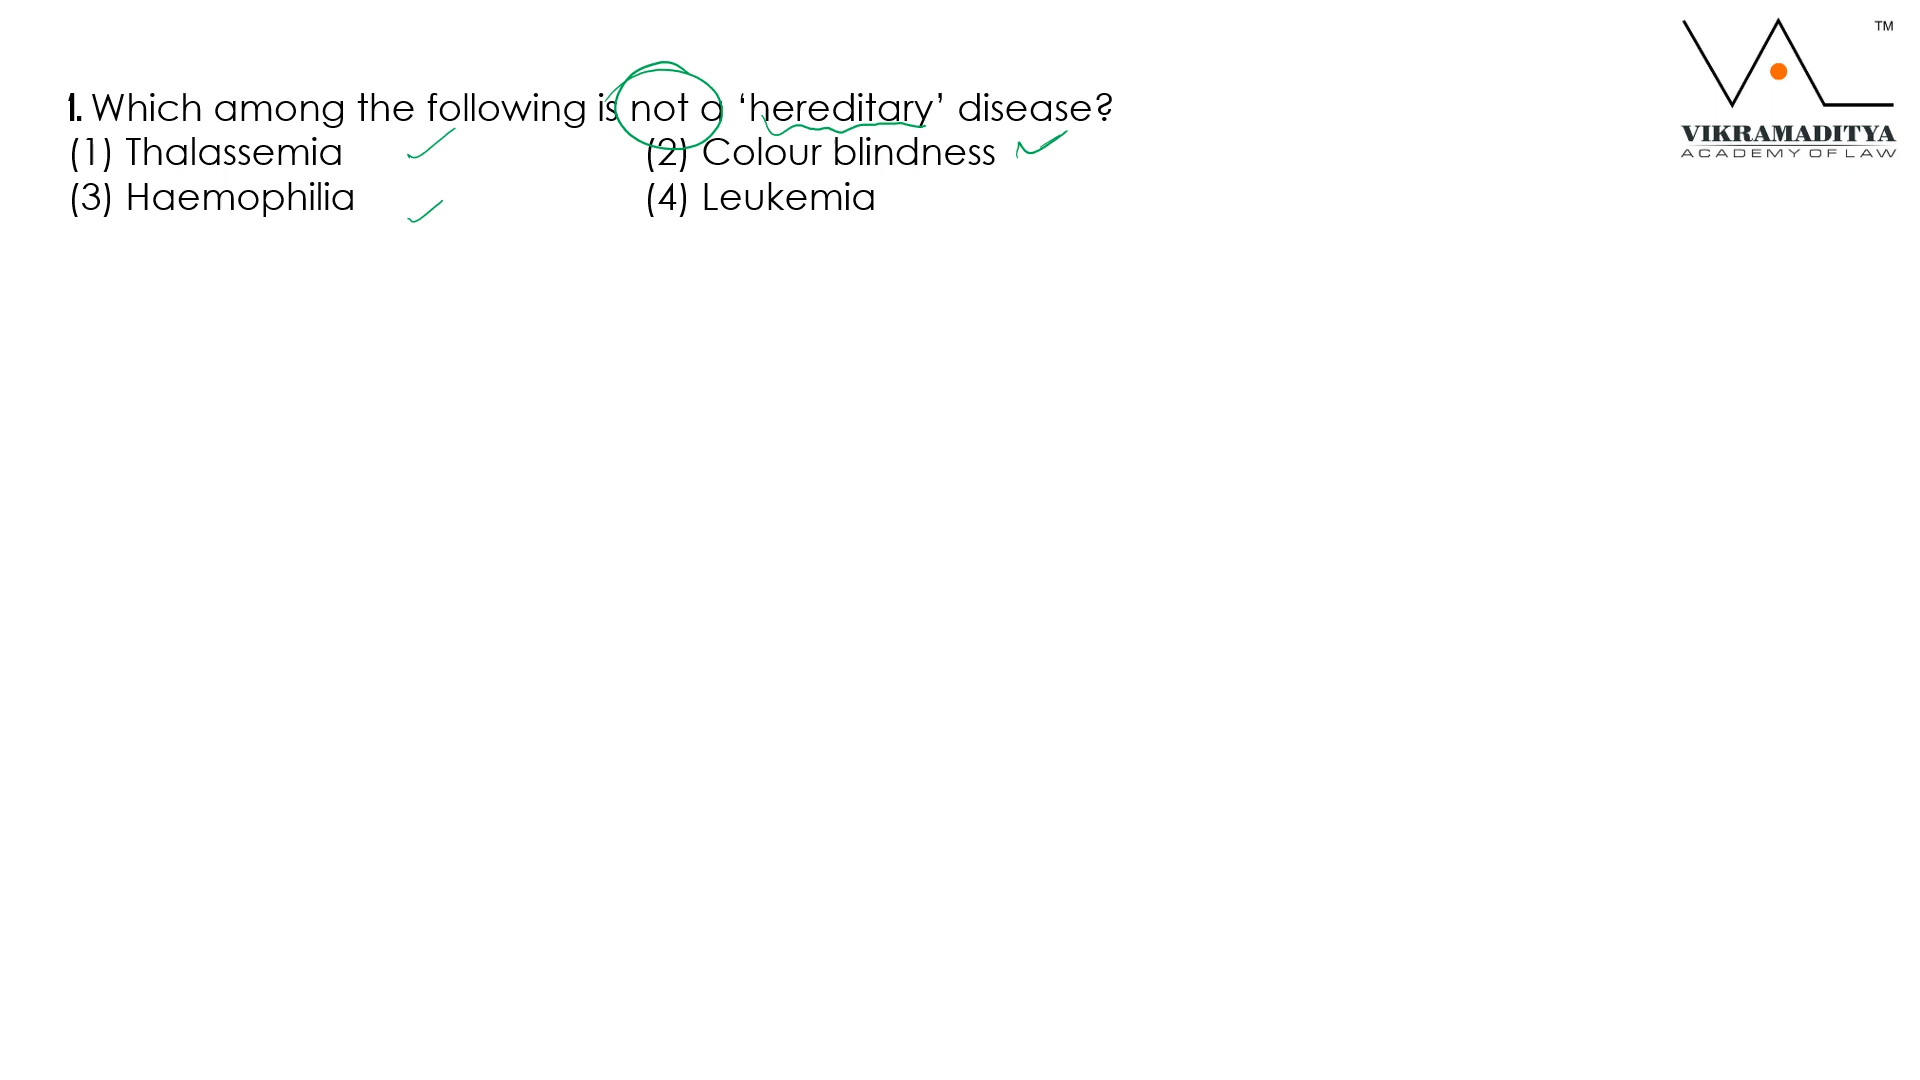 1. Which among the following is not a ‘hereditary’ disease?
(1) Thalassemia (2) Colour blindness
(3) Haemophilia (4) Leukemia
TM
VIKRAMADITYA
ACADEMY OF LAW